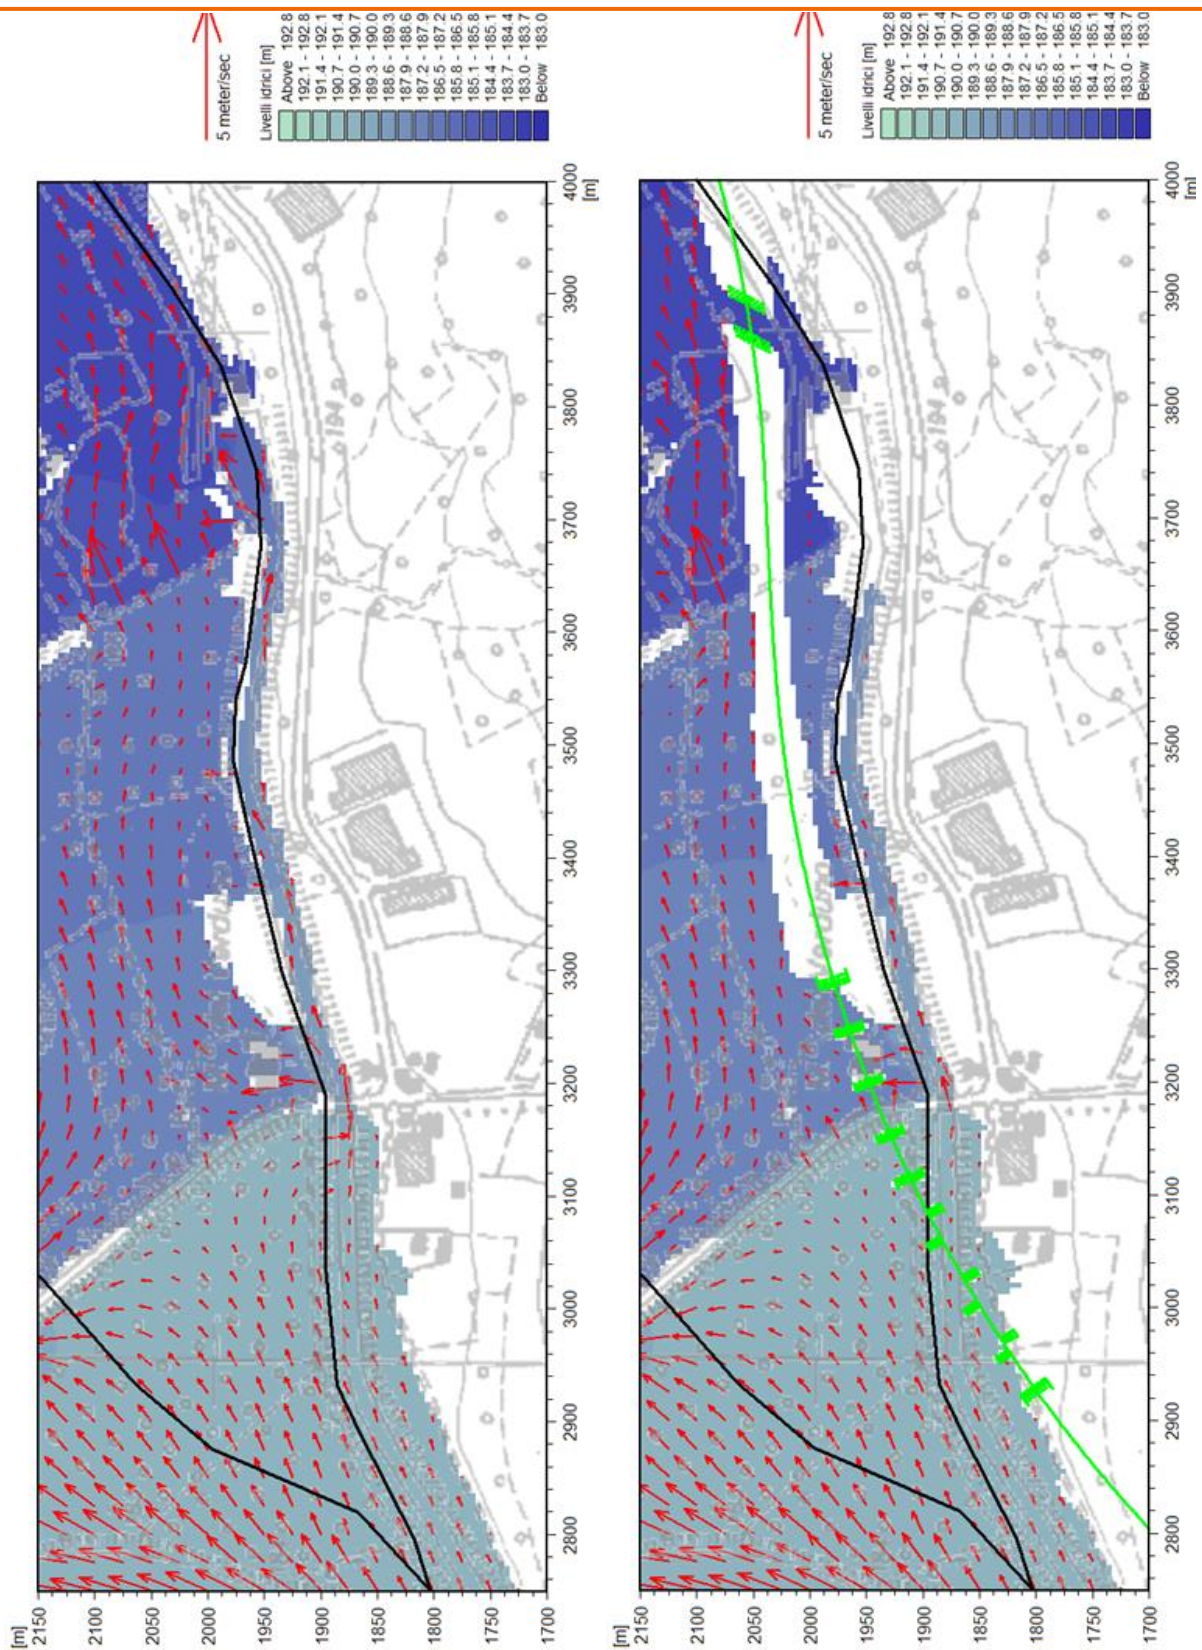 5 meter/sec
Livelli idrici [m]
Above 192.8
192.1 - 192.8
191.4 - 192.1
190.7 - 191.4
190.0 - 190.7
189.3 - 190.0
188.6 - 189.3
187.9 - 188.6
187.2 - 187.9
186.5 - 187.2
185.8 - 186.5
185.1 - 185.8
184.4 - 185.1
183.7 - 184.4
183.0 - 183.7
Below 183.0
[m]
2150
2100
2050
2000
1950
1900
1850
1800
1750
1700
2800
2900
3000
3100
3200
3300
3400
3500
3600
3700
3800
3900
4000
[m]
194
5 meter/sec
Livelli idrici [m]
Above 192.8
192.1 - 192.8
191.4 - 192.1
190.7 - 191.4
190.0 - 190.7
189.3 - 190.0
188.6 - 189.3
187.9 - 188.6
187.2 - 187.9
186.5 - 187.2
185.8 - 186.5
185.1 - 185.8
184.4 - 185.1
183.7 - 184.4
183.0 - 183.7
Below 183.0
[m]
2150
2100
2050
2000
1950
1900
1850
1800
1750
1700
2800
2900
3000
3100
3200
3300
3400
3500
3600
3700
3800
3900
4000
[m]
194